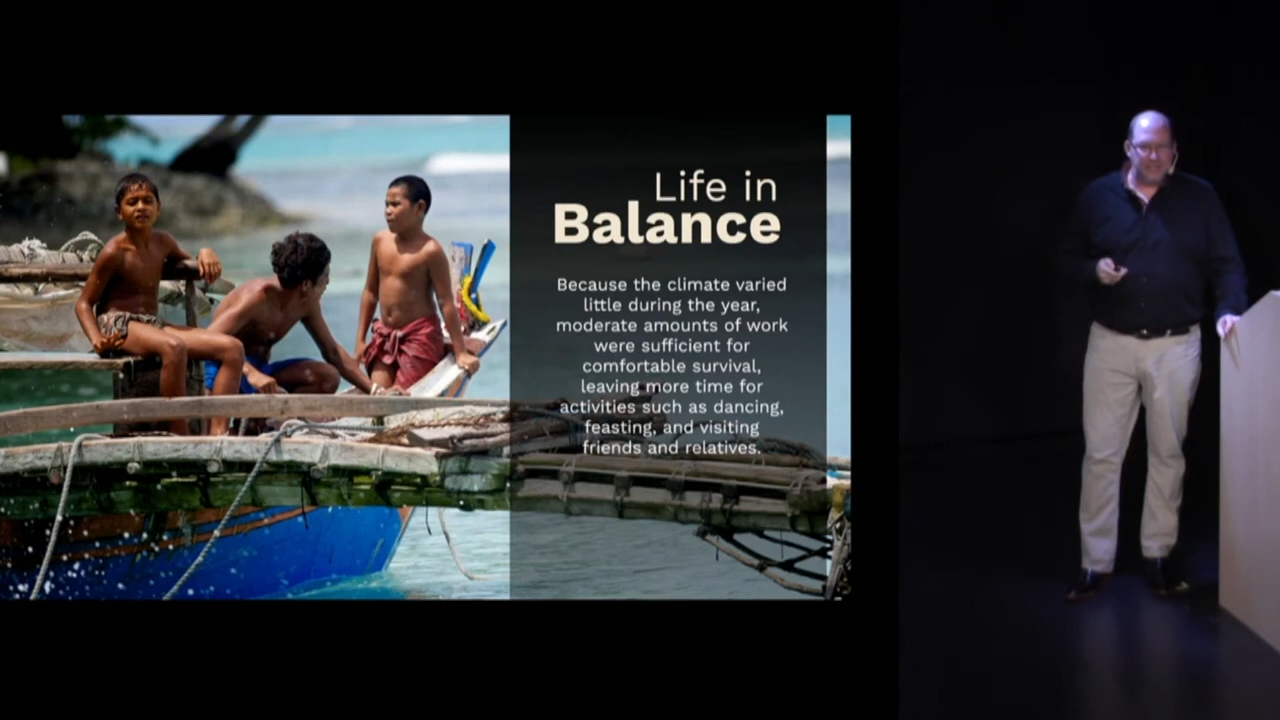 Life in
Balance
Because the climate varied
little during the year,
moderate amounts of work
were sufficient for
comfortable survival,
leaving more time for
activities such as dancing,
feasting, and visiting
friends and relatives.